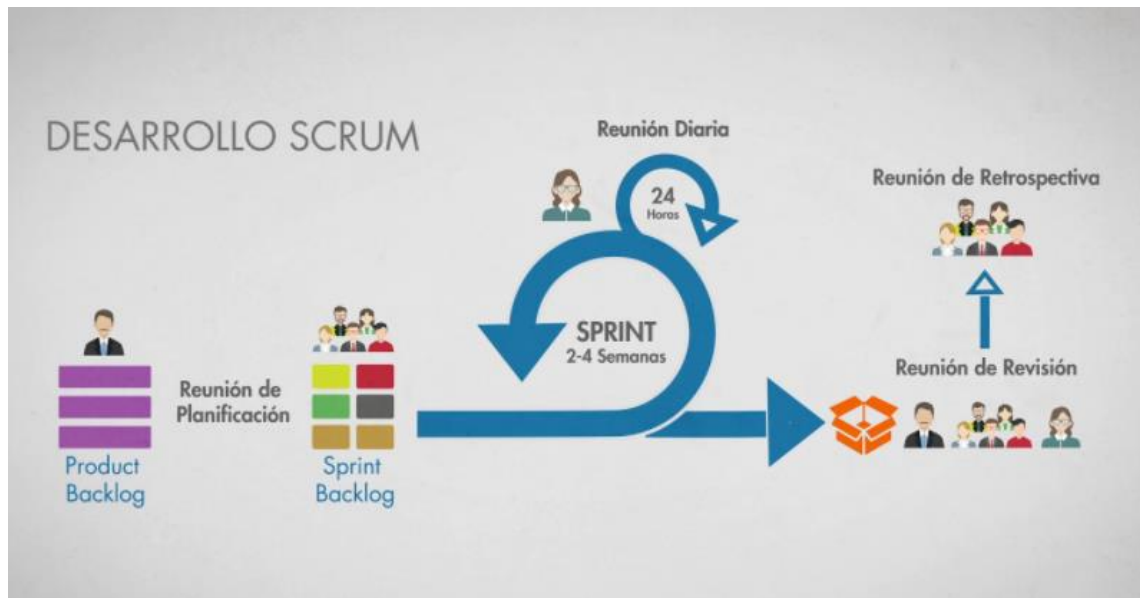 DESARROLLO SCRUM
Reunión Diaria
24
Horas
Reunión de Retrospectiva
SPRINT
2-4 Semanas
Reunión de Revisión
Reunión de
Planificación
Product
Backlog
Sprint
Backlog